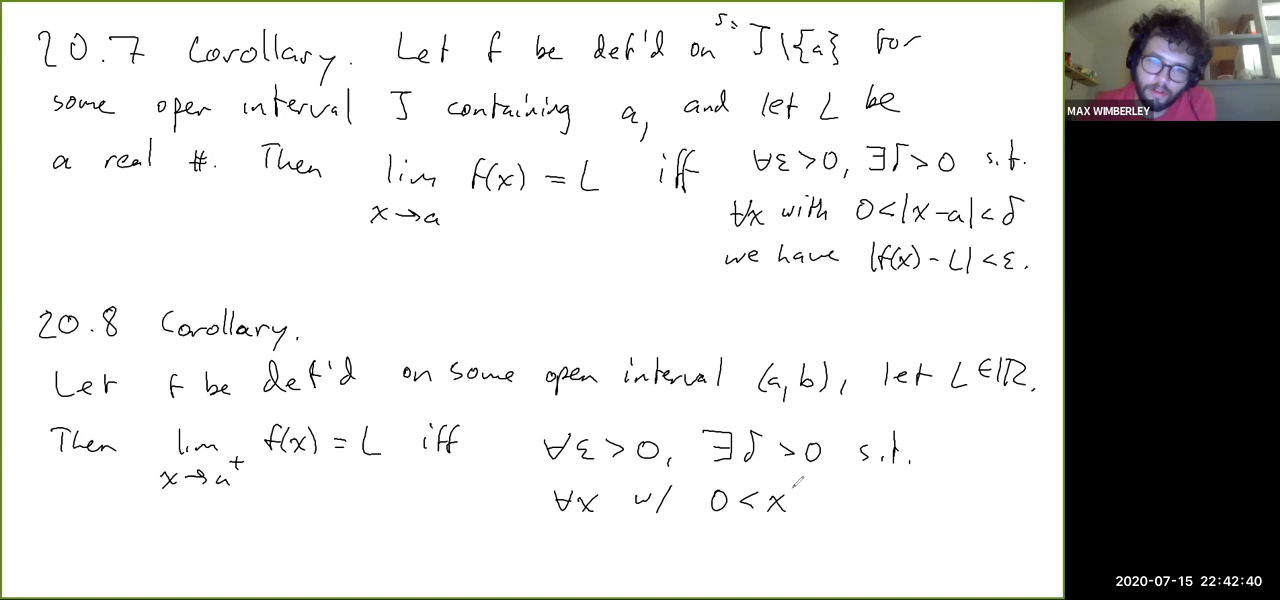 20.7 Corollary. Let f be def'd on S= J\{a} for
some open interval J containing a, and let L be
a real #. Then lim x→a f(x) = L iff ∀ε>0, ∃δ>0 s.t.
∀x with 0<|x-a|<δ
we have |f(x)-L|<ε.
20.8 Corollary.
Let f be def'd on some open interval (a,b), let L∈ℝ.
Then lim x→a⁺ f(x) = L iff ∀ε>0, ∃δ>0 s.t.
∀x w/ 0<x
MAX WIMBERLEY
2020-07-15 22:42:40